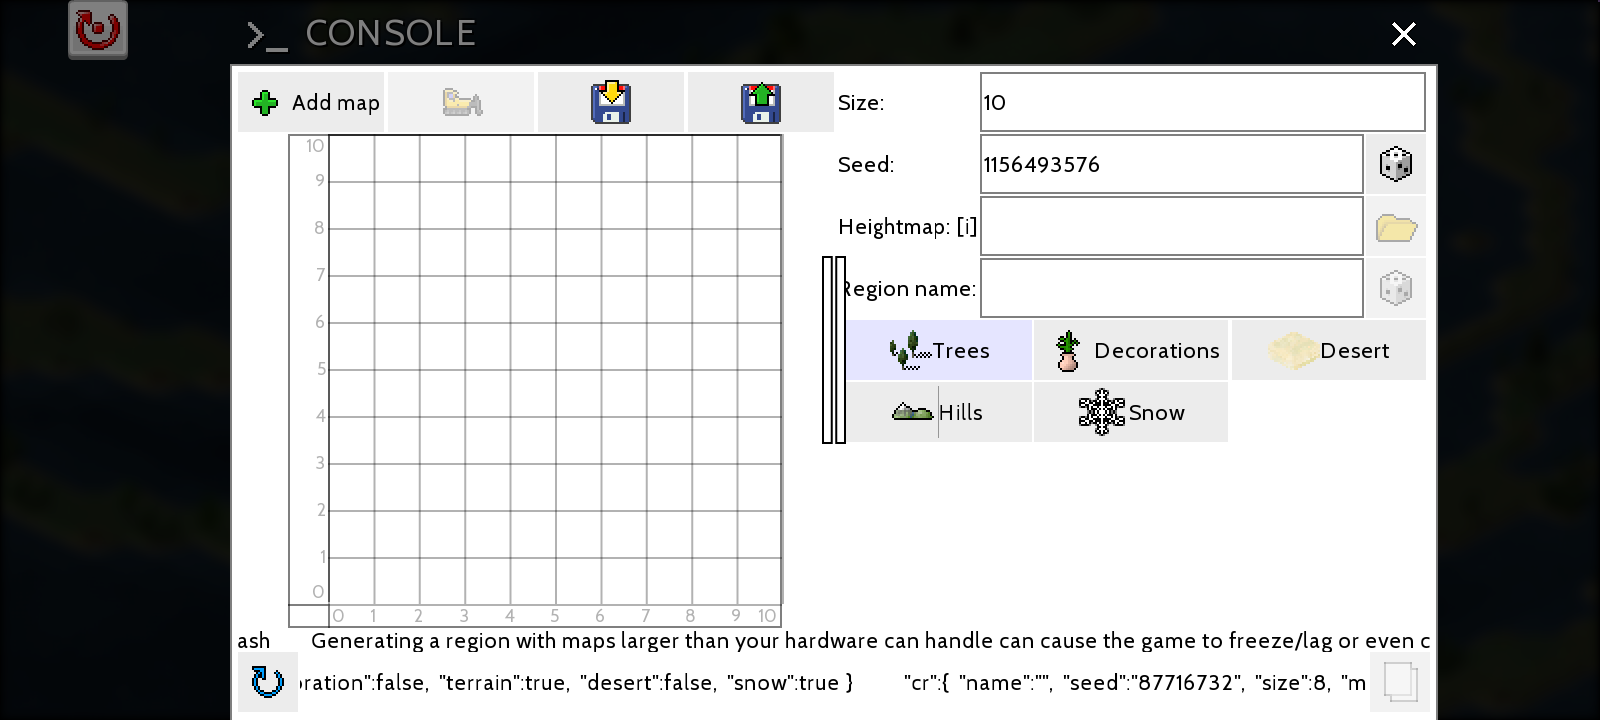 >_ CONSOLE
Add map
Size: 10
Seed: 1156493576
Heightmap: [i]
Region name:
Trees Decorations Desert
Hills Snow
10
9
8
7
6
5
4
3
2
1
0
0 1 2 3 4 5 6 7 8 9 10
ash Generating a region with maps larger than your hardware can handle can cause the game to freeze/lag or even c
oration":false, "terrain":true, "desert":false, "snow":true } "cr":{ "name":"", "seed":"87716732", "size":8, "m